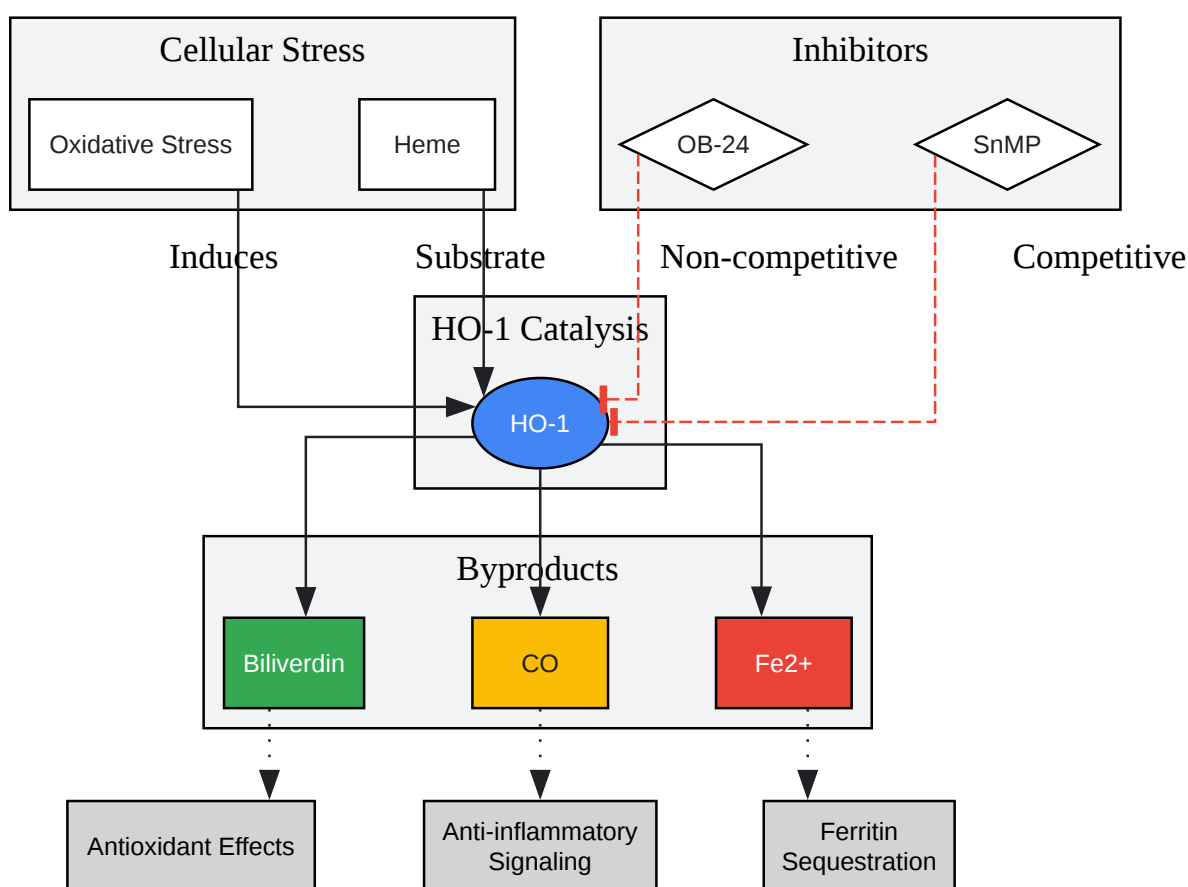 Cellular Stress
Inhibitors
Oxidative Stress
Heme
OB-24
SnMP
Induces
Substrate
Non-competitive
Competitive
HO-1 Catalysis
HO-1
Byproducts
Biliverdin
CO
Fe2+
Antioxidant Effects
Anti-inflammatory
Signaling
Ferritin
Sequestration